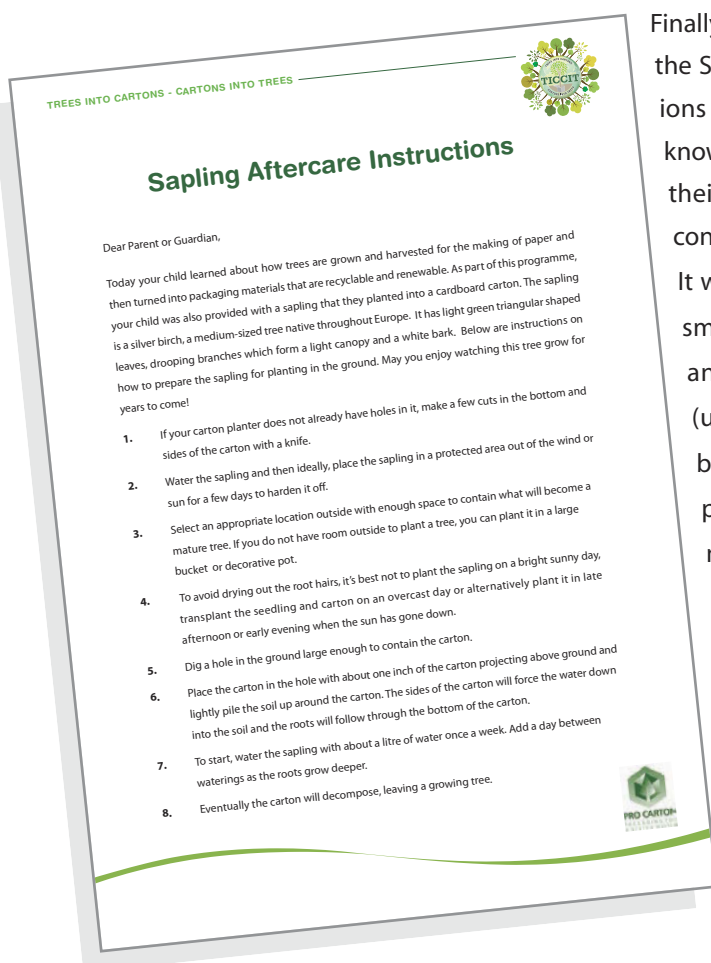 TREES INTO CARTONS - CARTONS INTO TREES
TICCIT
Sapling Aftercare Instructions
Dear Parent or Guardian,
Today your child learned about how trees are grown and harvested for the making of paper and
then turned into packaging materials that are recyclable and renewable. As part of this programme,
your child was also provided with a sapling that they planted into a cardboard carton. The sapling
is a silver birch, a medium-sized tree native throughout Europe. It has light green triangular shaped
leaves, drooping branches which form a light canopy and a white bark. Below are instructions on
how to prepare the sapling for planting in the ground. May you enjoy watching this tree grow for
years to come!
1. If your carton planter does not already have holes in it, make a few cuts in the bottom and
sides of the carton with a knife.
2. Water the sapling and then ideally, place the sapling in a protected area out of the wind or
sun for a few days to harden it off.
3. Select an appropriate location outside with enough space to contain what will become a
mature tree. If you do not have room outside to plant a tree, you can plant it in a large
bucket or decorative pot.
4. To avoid drying out the root hairs, it's best not to plant the sapling on a bright sunny day,
transplant the seedling and carton on an overcast day or alternatively plant it in late
afternoon or early evening when the sun has gone down.
5. Dig a hole in the ground large enough to contain the carton.
6. Place the carton in the hole with about one inch of the carton projecting above ground and
lightly pile the soil up around the carton. The sides of the carton will force the water down
into the soil and the roots will follow through the bottom of the carton.
7. To start, water the sapling with about a litre of water once a week. Add a day between
waterings as the roots grow deeper.
8. Eventually the carton will decompose, leaving a growing tree.
PRO CARTON
Finally
the S
ions
know
thei
con
It w
sm
an
(u
b
p